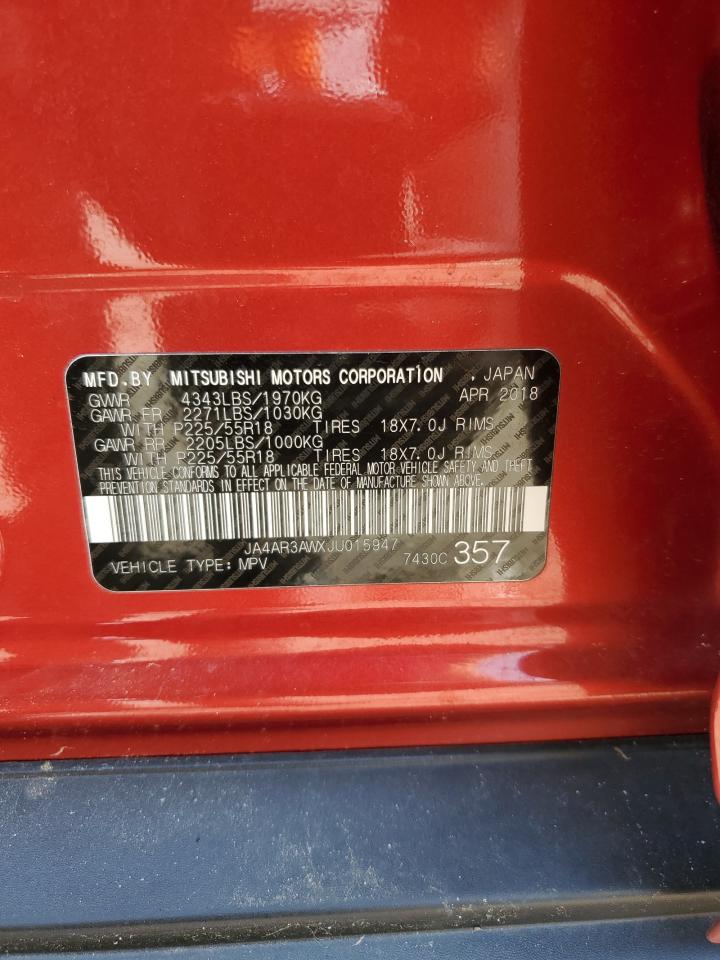 MFD.BY MITSUBISHI MOTORS CORPORATION , JAPAN
GVWR 4343LBS/1970KG APR 2018
GAWR FR 2271LBS/1030KG
WITH P225/55R18 TIRES 18X7.0J RIMS
GAWR RR 2205LBS/1000KG
WITH P225/55R18 TIRES 18X7.0J RIMS
THIS VEHICLE CONFORMS TO ALL APPLICABLE FEDERAL MOTOR VEHICLE SAFETY AND THEFT
PREVENTION STANDARDS IN EFFECT ON THE DATE OF MANUFACTURE SHOWN ABOVE.
JA4AR3AWXJU015947
VEHICLE TYPE: MPV 7430C 357